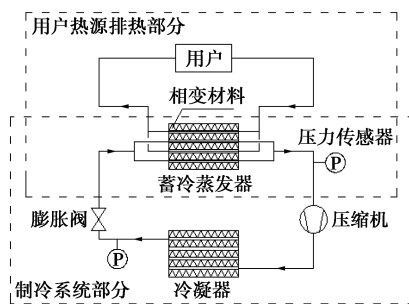 用户热源排热部分
用户
相变材料
压力传感器
P
蓄冷蒸发器
膨胀阀
压缩机
P
制冷系统部分
冷凝器